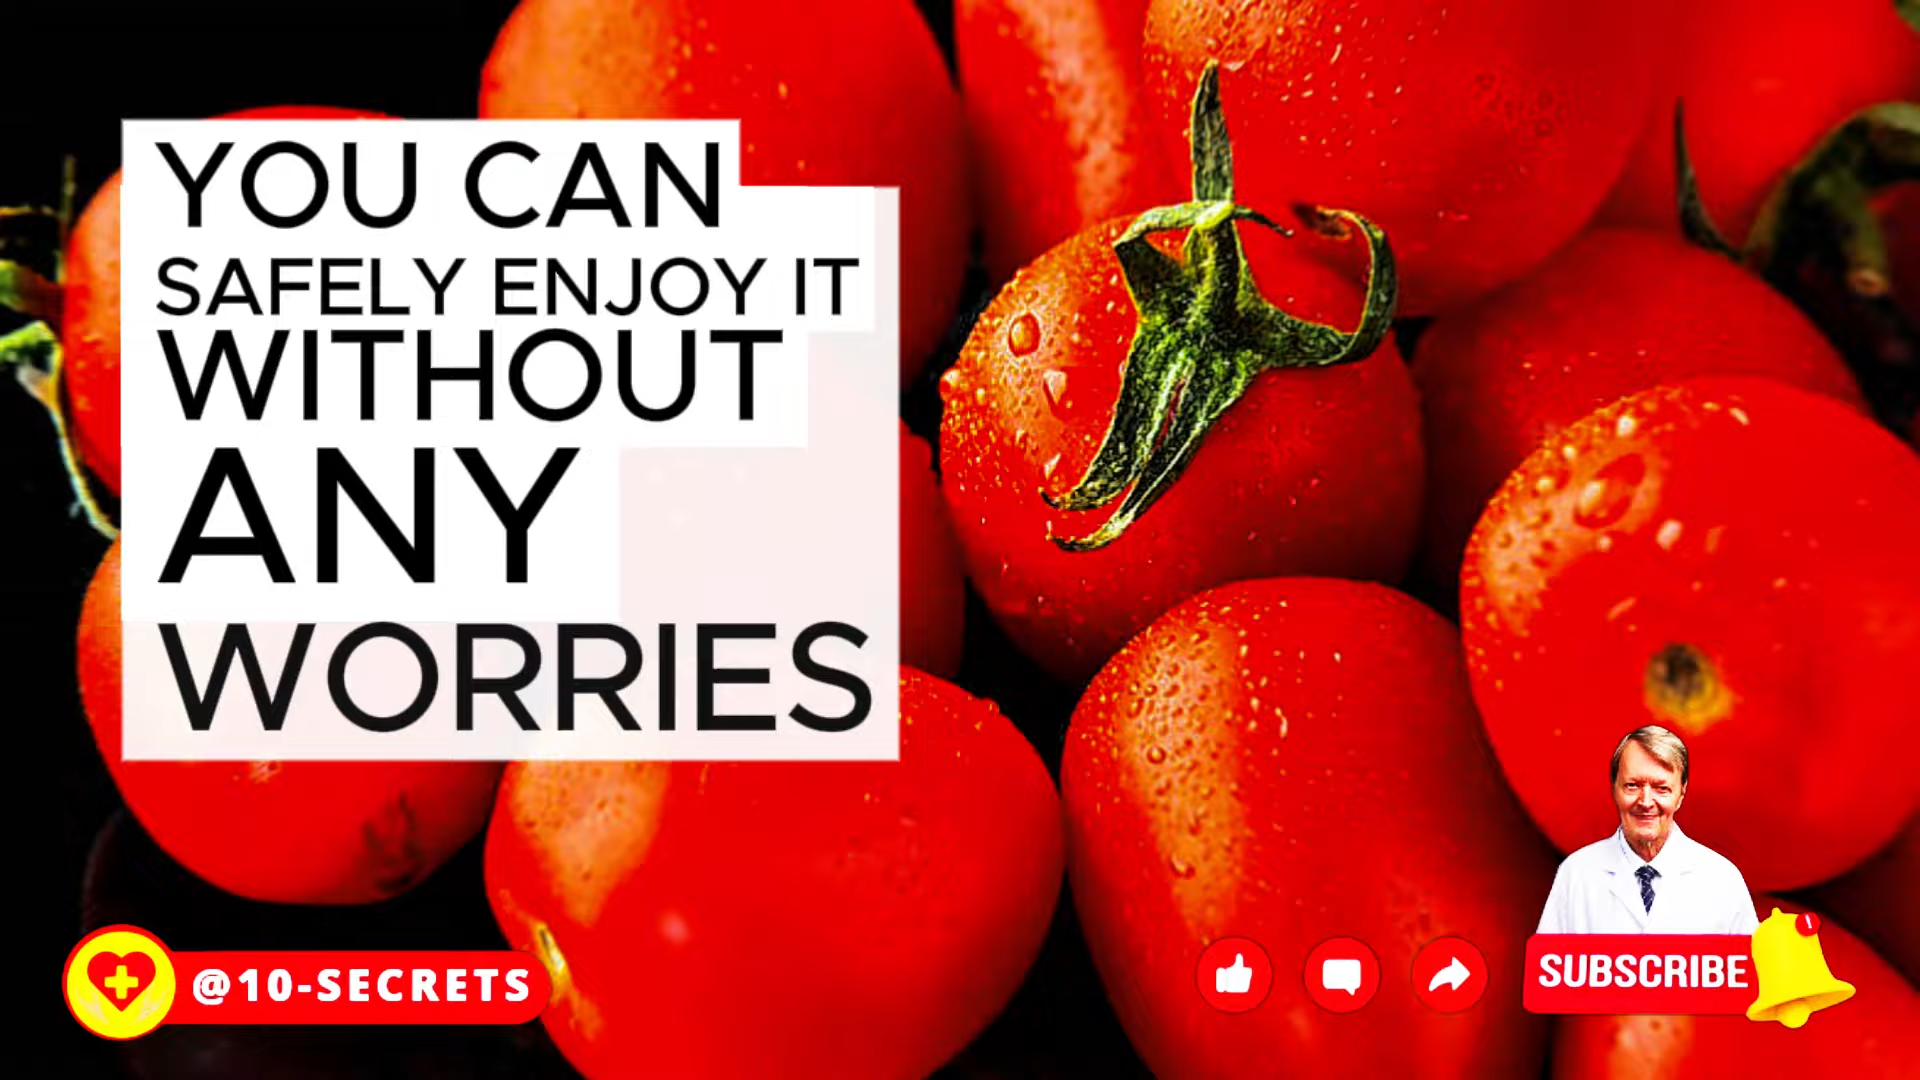 YOU CAN
SAFELY ENJOY IT
WITHOUT
ANY
WORRIES
@10-SECRETS
SUBSCRIBE